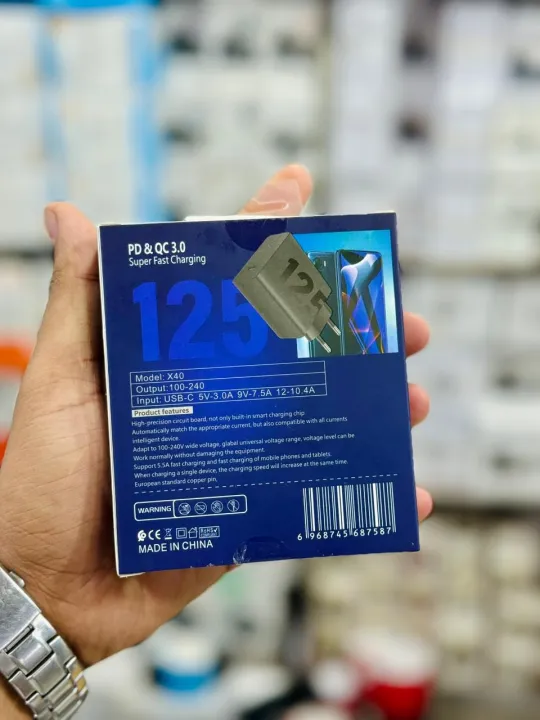 PD & QC 3.0
Super Fast Charging
125
125
Model: X40
Output:100-240
Input: USB-C 5V-3.0A 9V-7.5A 12-10.4A
Product features
High-precision circuit board, not only built-in smart charging chip
Automatically match the appropriate current, but also compatible with all currents
intelligent device.
Adapt to 100-240V wide voltage, global universal voltage range, voltage level can be
Work normally without damaging the equipment.
Support 5.5A fast charging and fast charging of mobile phones and tablets.
When charging a single device, the charging speed will increase at the same time.
European standard copper pin.
WARNING
CE
RoHS
MADE IN CHINA
6 968745 687587